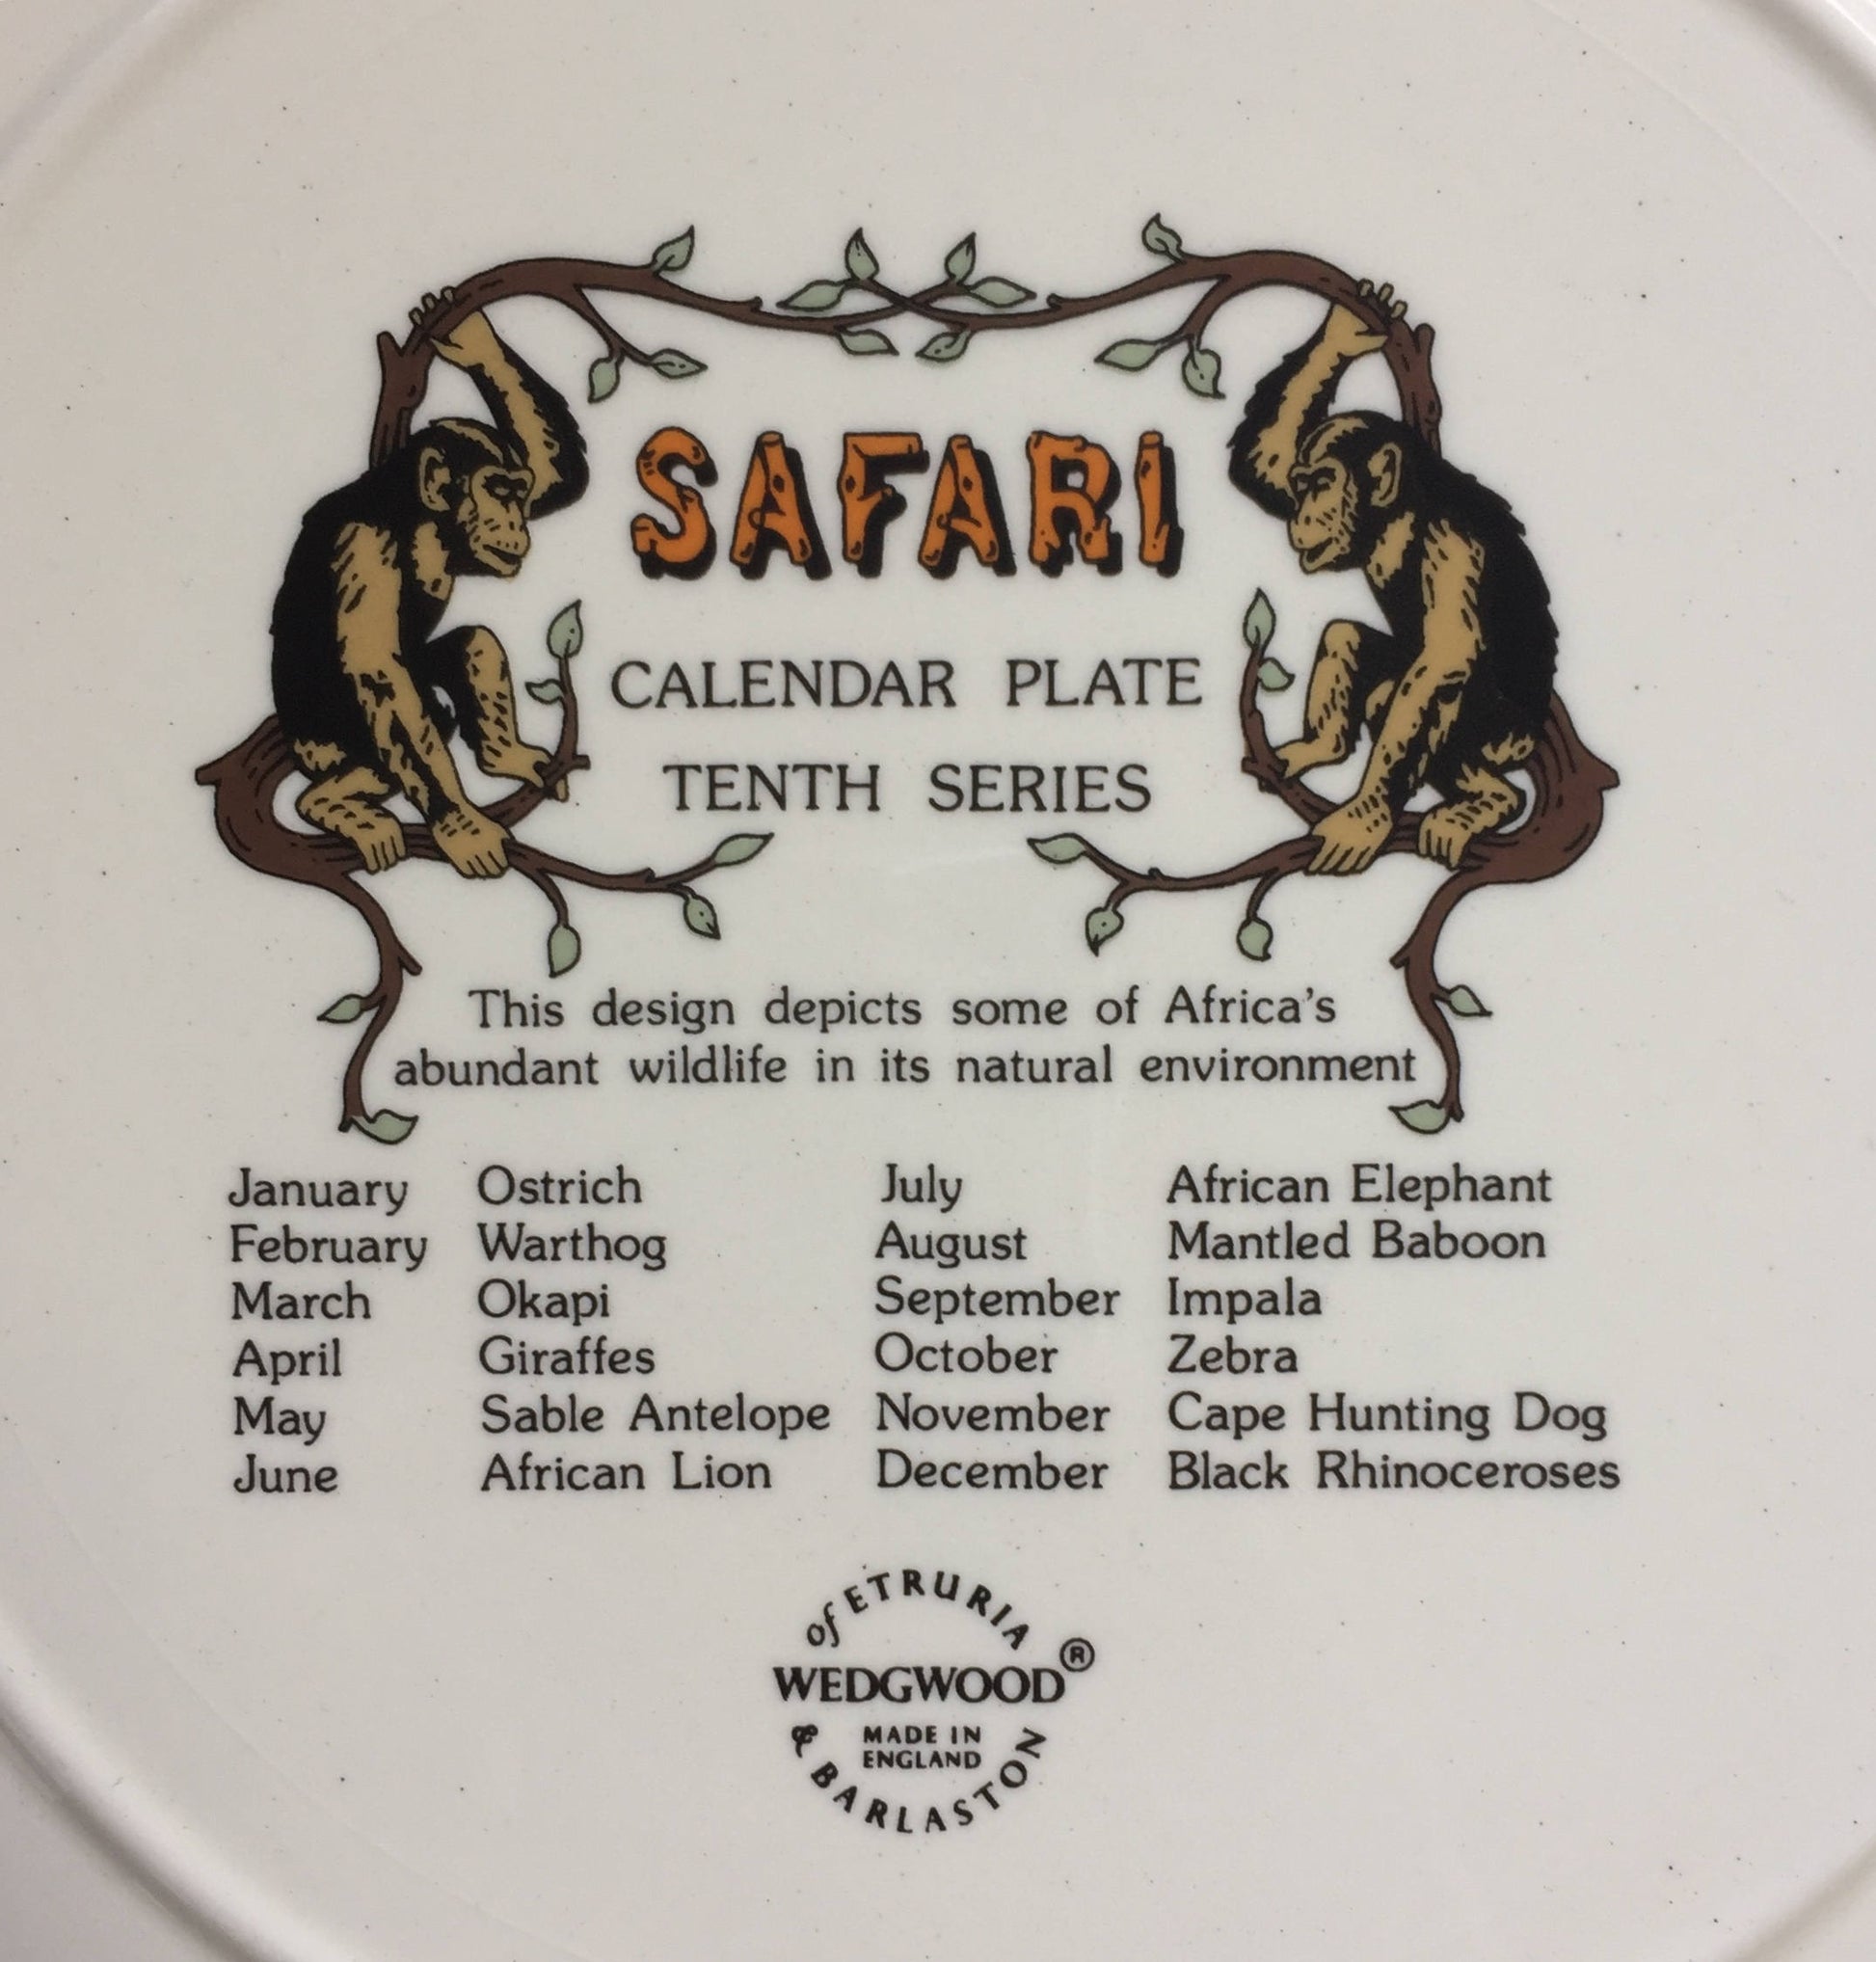 SAFARI
CALENDAR PLATE
TENTH SERIES
This design depicts some of Africa's
abundant wildlife in its natural environment
January Ostrich July African Elephant
February Warthog August Mantled Baboon
March Okapi September Impala
April Giraffes October Zebra
May Sable Antelope November Cape Hunting Dog
June African Lion December Black Rhinoceroses
of ETRURIA
WEDGWOOD®
MADE IN
ENGLAND
& BARLASTON